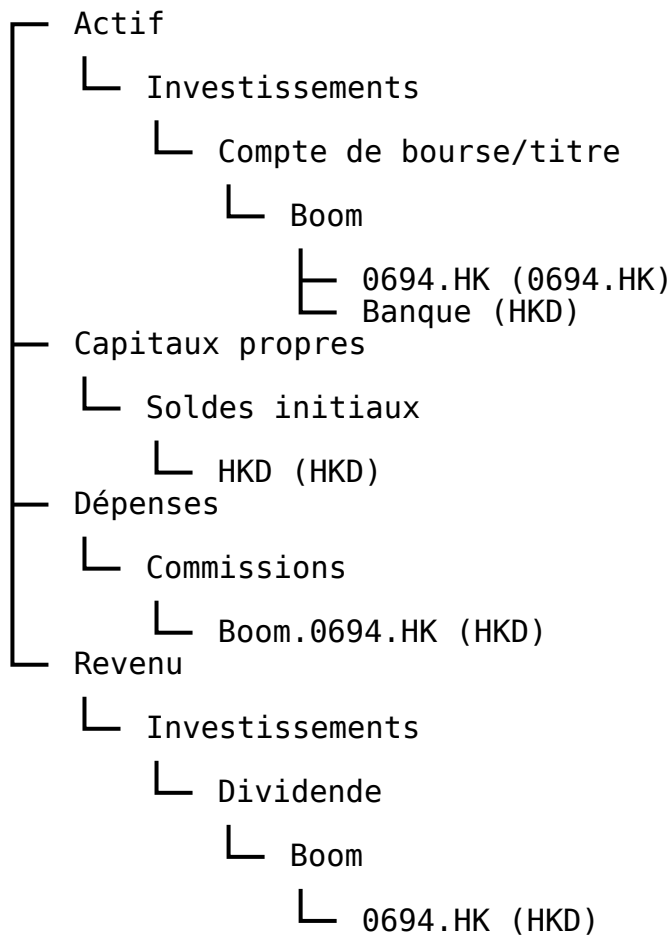 Actif
Investissements
Compte de bourse/titre
Boom
0694.HK (0694.HK)
Banque (HKD)
Capitaux propres
Soldes initiaux
HKD (HKD)
Dépenses
Commissions
Boom.0694.HK (HKD)
Revenu
Investissements
Dividende
Boom
0694.HK (HKD)